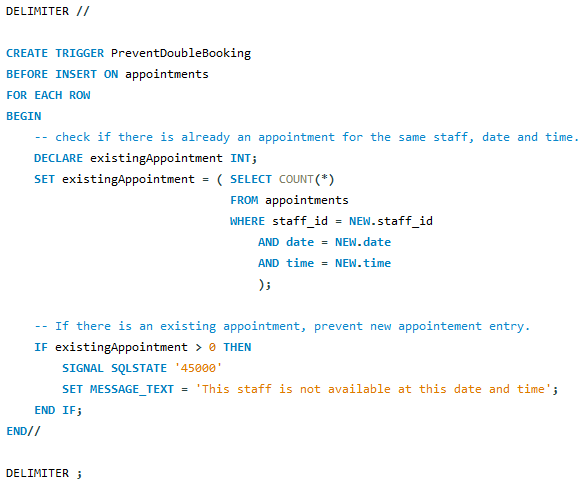 DELIMITER //
CREATE TRIGGER PreventDoubleBooking
BEFORE INSERT ON appointments
FOR EACH ROW
BEGIN
-- check if there is already an appointment for the same staff, date and time.
DECLARE existingAppointment INT;
SET existingAppointment = ( SELECT COUNT(*)
FROM appointments
WHERE staff_id = NEW.staff_id
AND date = NEW.date
AND time = NEW.time
);
-- If there is an existing appointment, prevent new appointement entry.
IF existingAppointment > 0 THEN
SIGNAL SQLSTATE '45000'
SET MESSAGE_TEXT = 'This staff is not available at this date and time';
END IF;
END//
DELIMITER ;